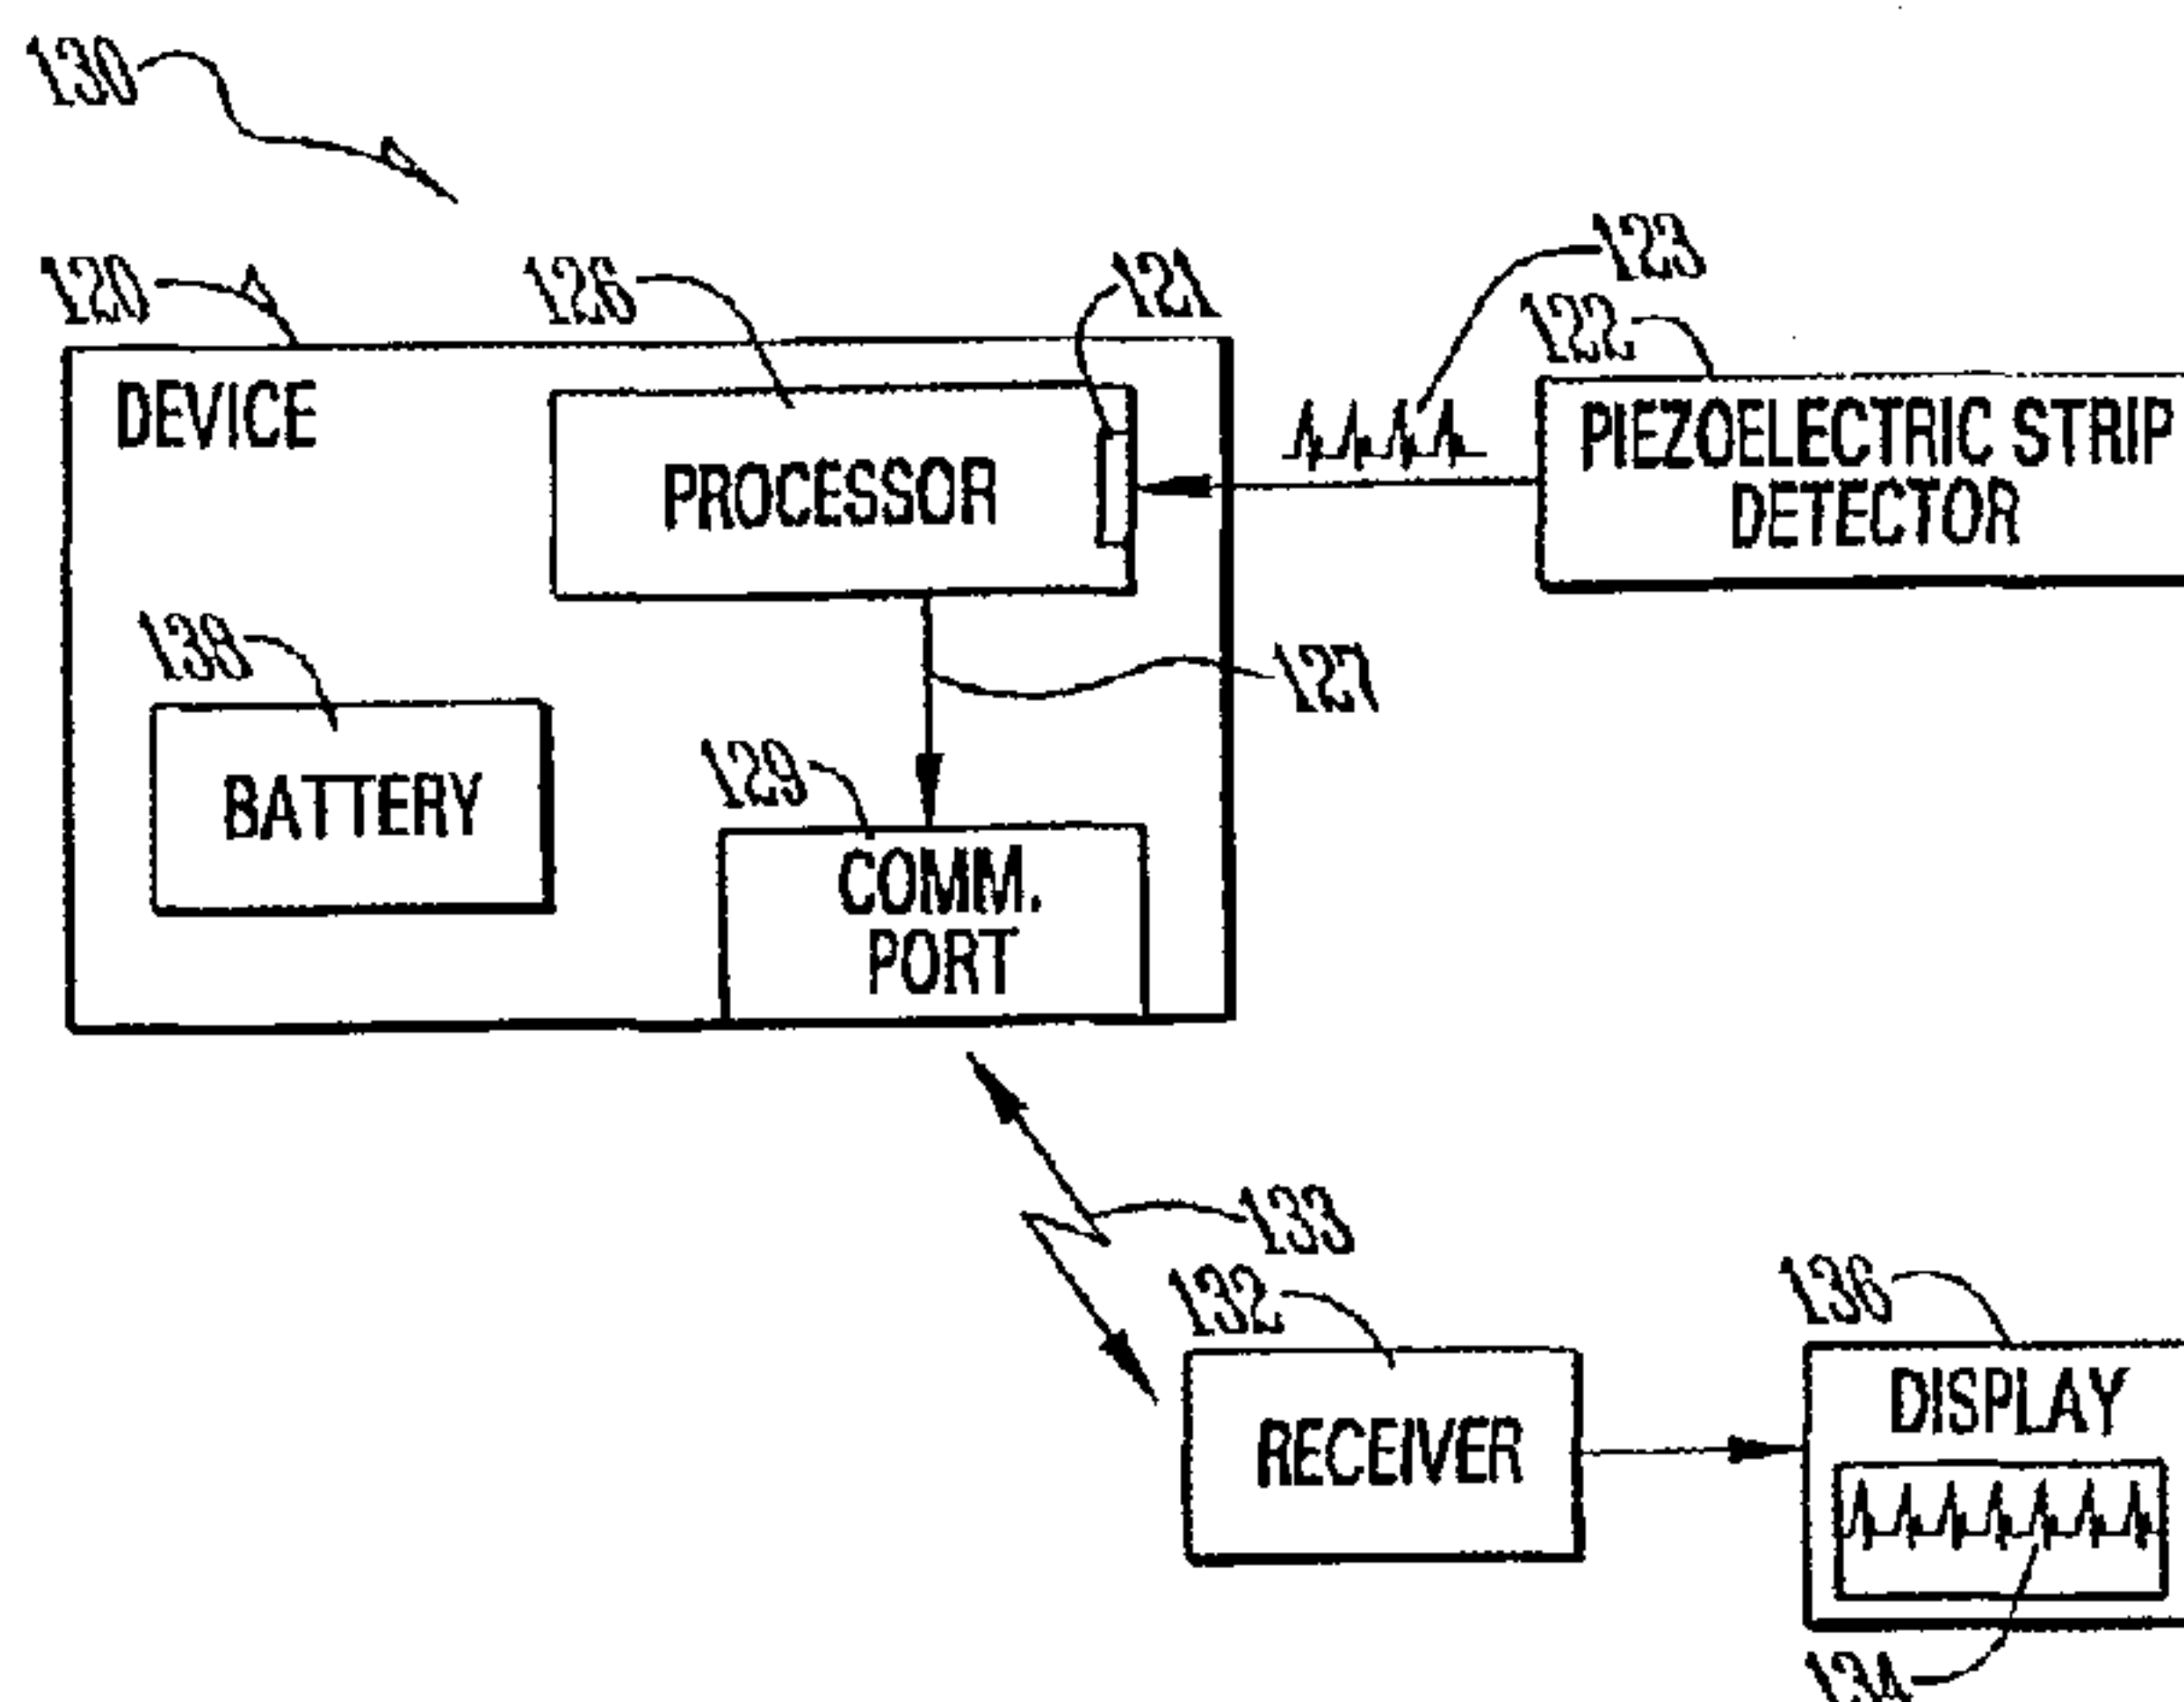 130
120
126
121
123
122
DEVICE
PROCESSOR
PIEZOELECTRIC STRIP
DETECTOR
138
127
129
BATTERY
COMM.
PORT
133
132
136
RECEIVER
DISPLAY
134